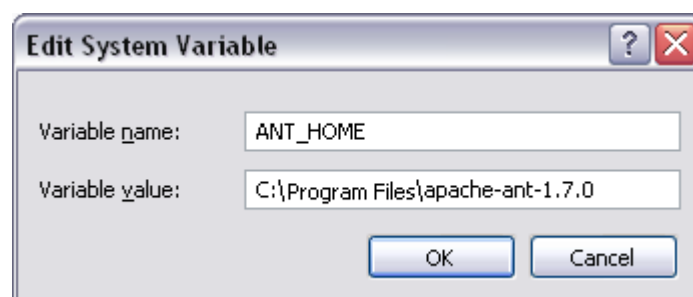 Edit System Variable
?
Variable name: ANT_HOME
Variable value: C:\Program Files\apache-ant-1.7.0
OK Cancel